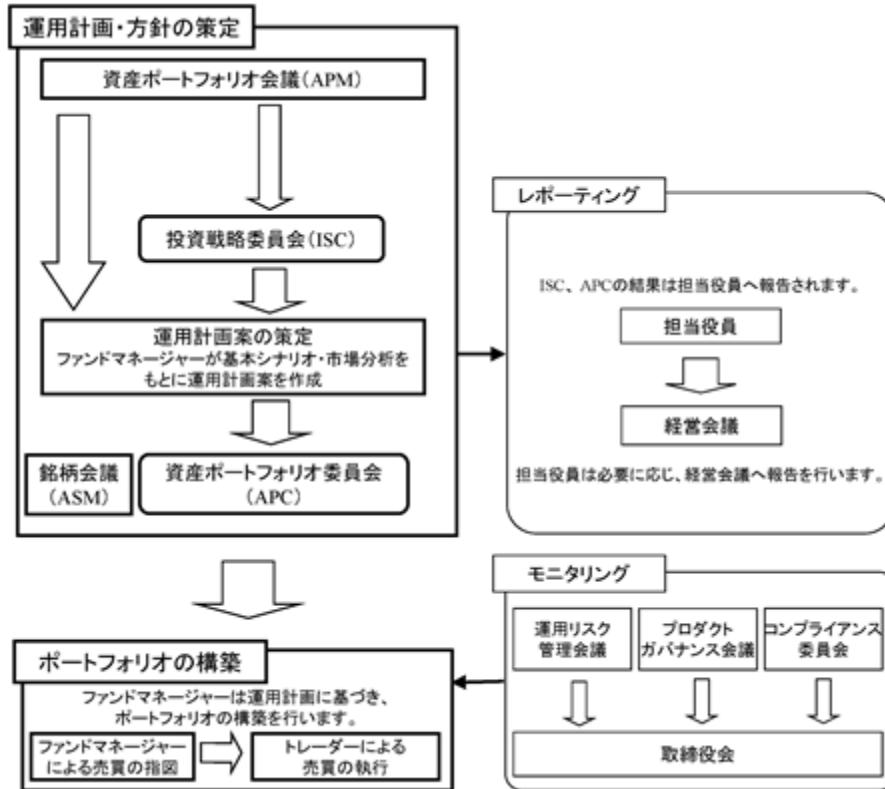 運用計画・方針の策定
資産ポートフォリオ会議(APM)
投資戦略委員会(ISC)
運用計画案の策定
ファンドマネージャーが基本シナリオ・市場分析を
もとに運用計画案を作成
銘柄会議
(ASM)
資産ポートフォリオ委員会
(APC)
レポーティング
ISC、APCの結果は担当役員へ報告されます。
担当役員
経営会議
担当役員は必要に応じ、経営会議へ報告を行います。
ポートフォリオの構築
ファンドマネージャーは運用計画に基づき、
ポートフォリオの構築を行います。
ファンドマネージャー
による売買の指図
トレーダーによる
売買の執行
モニタリング
運用リスク
管理会議
プロダクト
ガバナンス会議
コンプライアンス
委員会
取締役会